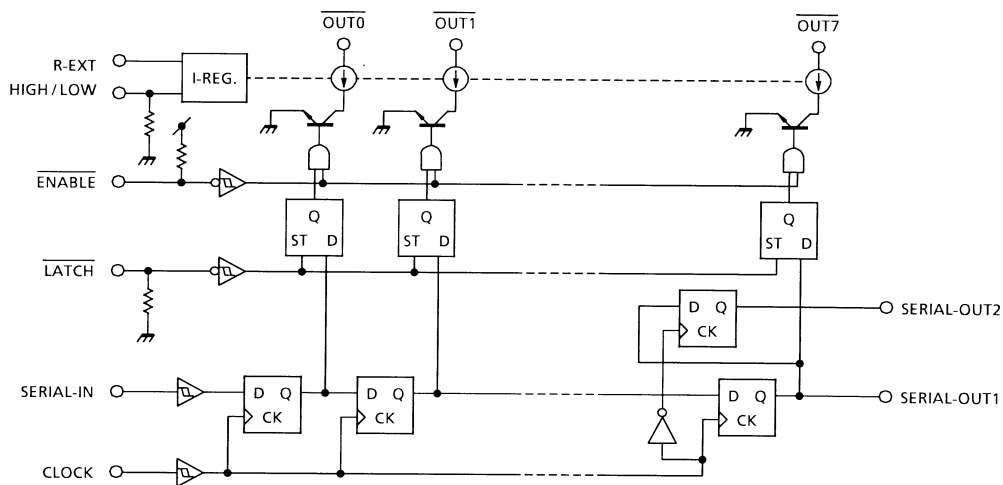 OUT0 OUT1 OUT7
R-EXT
I-REG.
HIGH/LOW
ENABLE
Q Q Q
ST D ST D ST D
LATCH
D Q
CK
SERIAL-OUT2
SERIAL-IN
D Q D Q D Q
CK CK CK
SERIAL-OUT1
CLOCK